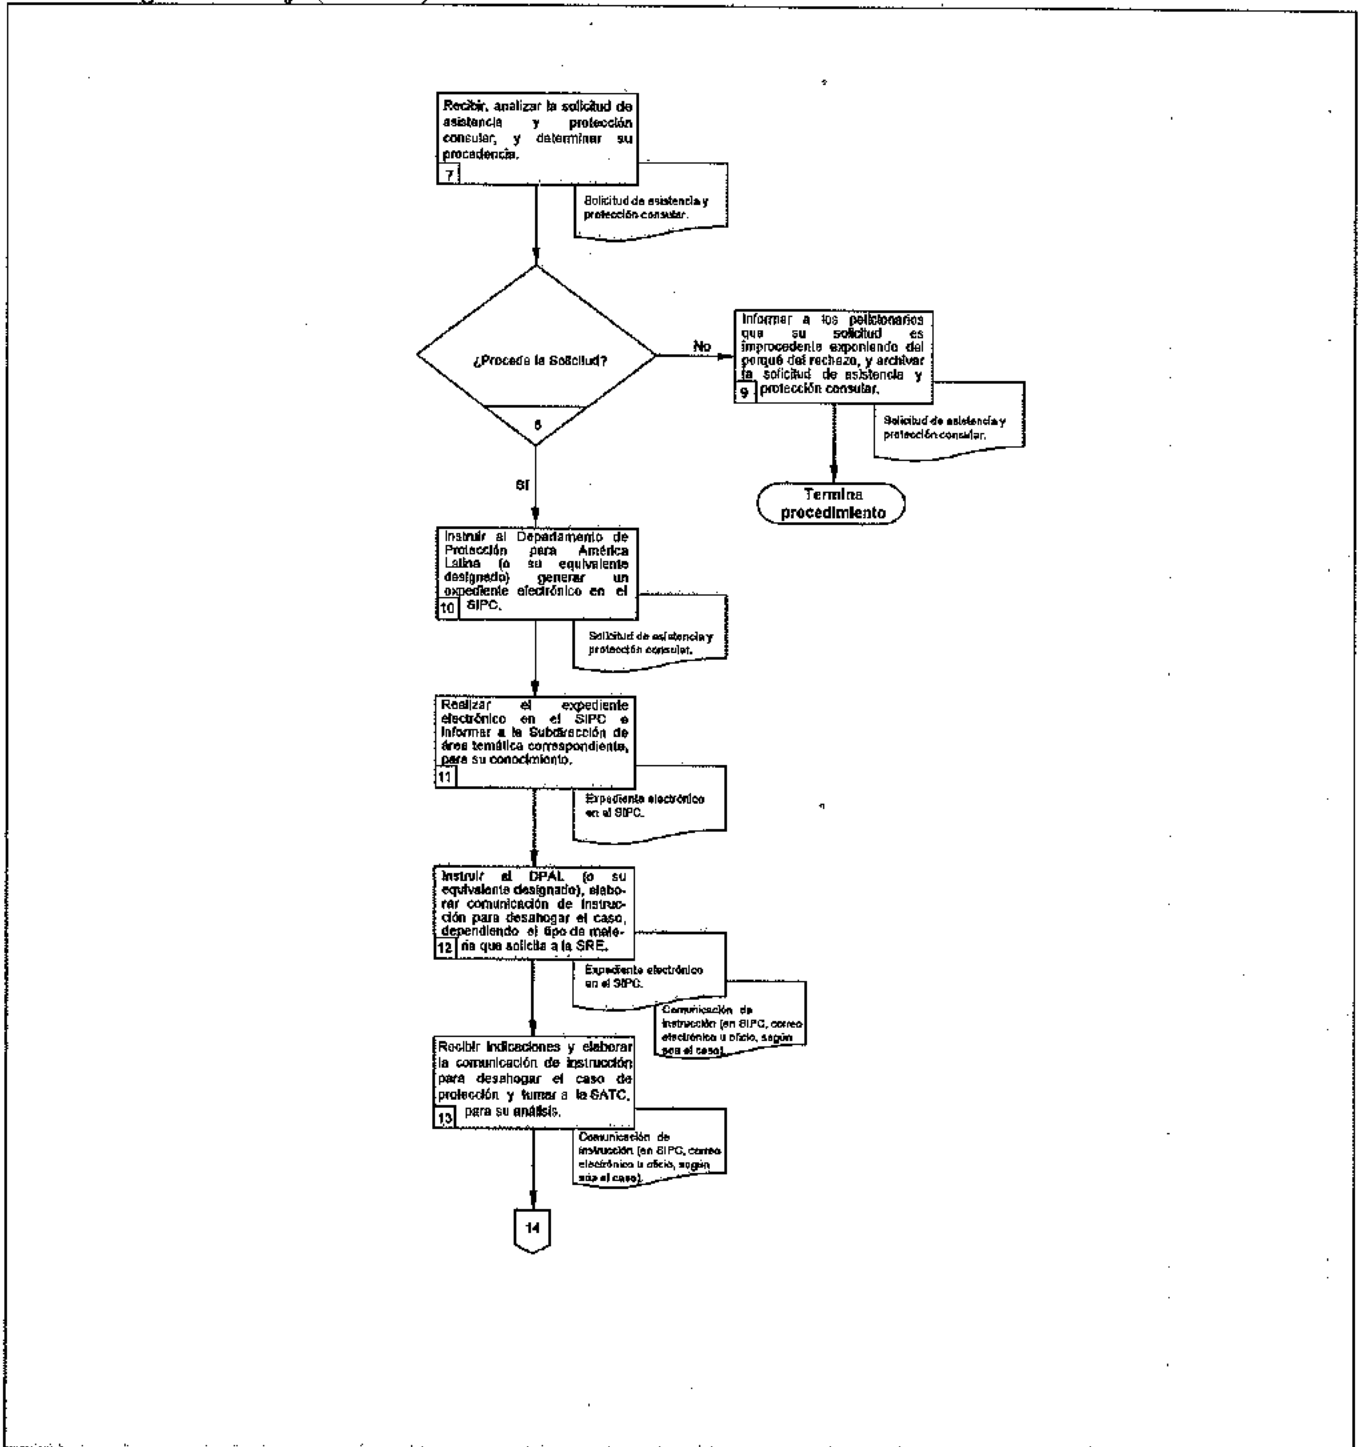 Recibir, analizar la solicitud de
asistencia y protección
consular, y determinar su
procedencia.
7
Solicitud de asistencia y
protección consular.
¿Procede la Solicitud?
No
Informar a los peticionarios
que su solicitud es
improcedente exponiendo del
porqué del rechazo, y archivar
la solicitud de asistencia y
9 protección consular.
Solicitud de asistencia y
protección consular.
Termina
procedimiento
SI
Instruir al Departamento de
Protección para América
Latina (o su equivalente
designado) generar un
expediente electrónico en el
10 SIPC.
Solicitud de asistencia y
protección consular.
Realizar el expediente
electrónico en el SIPC e
informar a la Subdirección de
área temática correspondiente,
para su conocimiento.
11
Expediente electrónico
en el SIPC.
Instruir al DPAL (o su
equivalente designado), elabo-
rar comunicación de instruc-
ción para desahogar el caso,
dependiendo el tipo de mate-
12 ria que solicita a la SRE.
Expediente electrónico
en el SIPC.
Comunicación de
instrucción (en SIPC, correo
electrónico u oficio, según
sea el caso).
Recibir indicaciones y elaborar
la comunicación de instrucción
para desahogar el caso de
protección y turnar a la SATC,
13 para su análisis.
Comunicación de
instrucción (en SIPC, correo
electrónico u oficio, según
sea el caso).
14